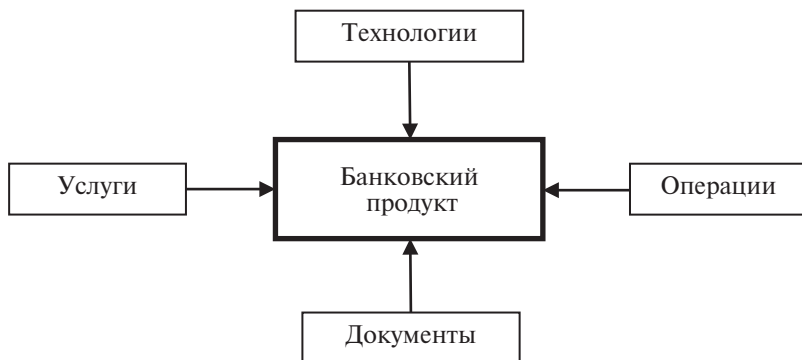 Технологии
Услуги
Банковский
продукт
Операции
Документы